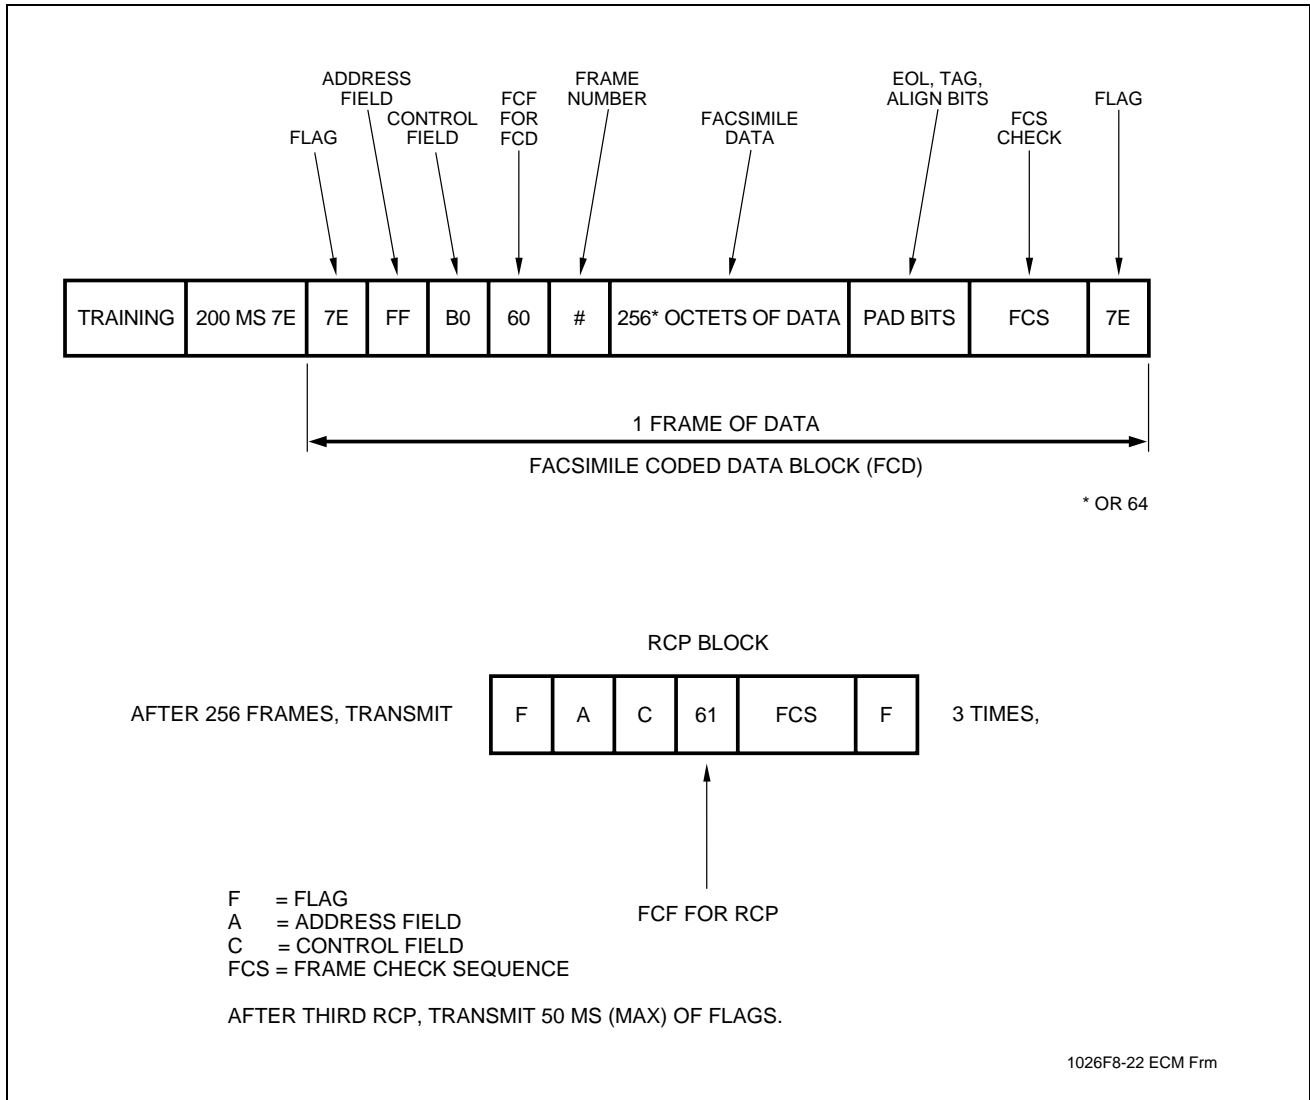 ADDRESS
FIELD
FRAME
NUMBER
EOL, TAG,
ALIGN BITS
FLAG
CONTROL
FIELD
FCF
FOR
FCD
FACSIMILE
DATA
FCS
CHECK
FLAG
TRAINING 200 MS 7E 7E FF B0 60 # 256* OCTETS OF DATA PAD BITS FCS 7E
1 FRAME OF DATA
FACSIMILE CODED DATA BLOCK (FCD)
* OR 64
RCP BLOCK
AFTER 256 FRAMES, TRANSMIT F A C 61 FCS F 3 TIMES,
FCF FOR RCP
F = FLAG
A = ADDRESS FIELD
C = CONTROL FIELD
FCS = FRAME CHECK SEQUENCE
AFTER THIRD RCP, TRANSMIT 50 MS (MAX) OF FLAGS.
1026F8-22 ECM Frm